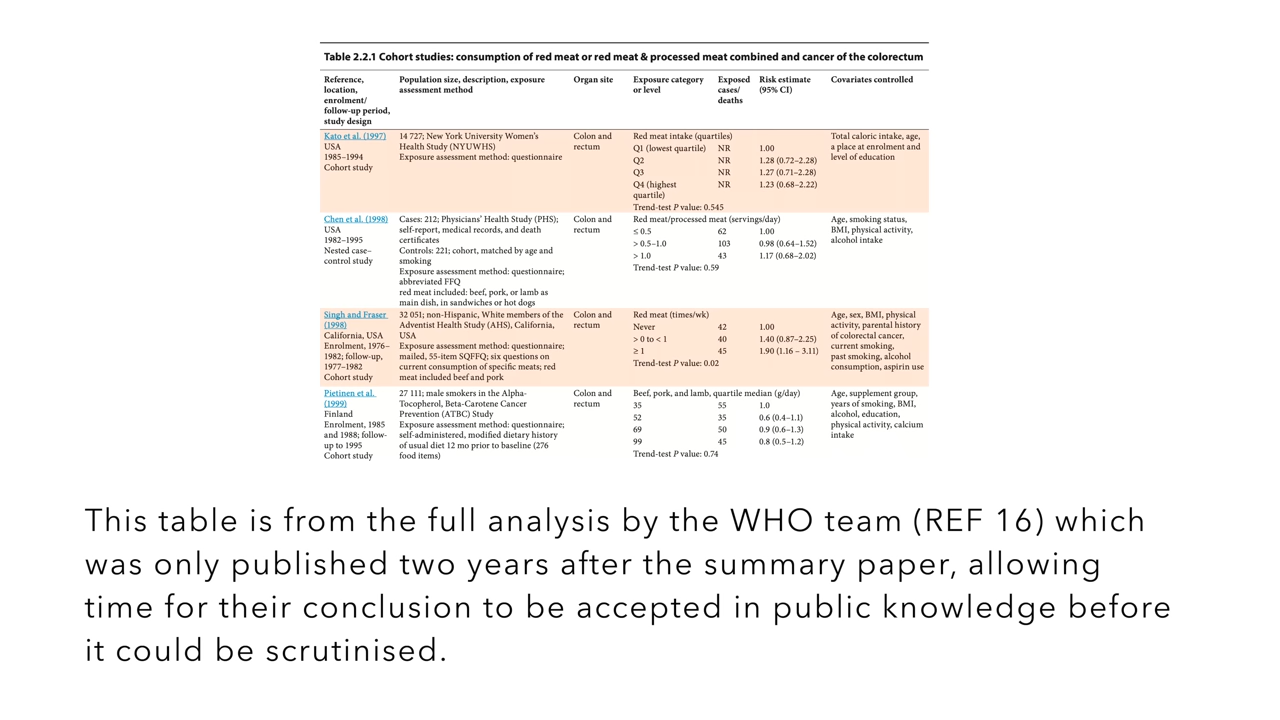 Table 2.2.1 Cohort studies: consumption of red meat or red meat & processed meat combined and cancer of the colorectum
Reference, location, enrolment/ follow-up period, study design
Population size, description, exposure assessment method
Organ site
Exposure category or level
Exposed cases/ deaths
Risk estimate (95% CI)
Covariates controlled
Kato et al. (1997)
USA
1985–1994
Cohort study
14 727; New York University Women's
Health Study (NYUWHS)
Exposure assessment method: questionnaire
Colon and
rectum
Red meat intake (quartiles)
Q1 (lowest quartile) NR 1.00
Q2 NR 1.28 (0.72–2.28)
Q3 NR 1.27 (0.71–2.28)
Q4 (highest quartile) NR 1.23 (0.68–2.22)
Trend-test P value: 0.545
Total caloric intake, age,
a place at enrolment and
level of education
Chen et al. (1998)
USA
1982–1995
Nested case–
control study
Cases: 212; Physicians' Health Study (PHS);
self-report, medical records, and death
certificates
Controls: 221; cohort, matched by age and
smoking
Exposure assessment method: questionnaire;
abbreviated FFQ
red meat included: beef, pork, or lamb as
main dish, in sandwiches or hot dogs
Colon and
rectum
Red meat/processed meat (servings/day)
≤ 0.5 62 1.00
> 0.5–1.0 103 0.98 (0.64–1.52)
> 1.0 43 1.17 (0.68–2.02)
Trend-test P value: 0.59
Age, smoking status,
BMI, physical activity,
alcohol intake
Singh and Fraser
(1998)
California, USA
Enrolment, 1976–
1982; follow-up,
1977–1982
Cohort study
32 051; non-Hispanic, White members of the
Adventist Health Study (AHS), California,
USA
Exposure assessment method: questionnaire;
mailed, 55-item SQFFQ; six questions on
current consumption of specific meats; red
meat included beef and pork
Colon and
rectum
Red meat (times/wk)
Never 42 1.00
> 0 to < 1 40 1.40 (0.87–2.25)
≥ 1 45 1.90 (1.16 – 3.11)
Trend-test P value: 0.02
Age, sex, BMI, physical
activity, parental history
of colorectal cancer,
current smoking,
past smoking, alcohol
consumption, aspirin use
Pietinen et al.
(1999)
Finland
Enrolment, 1985
and 1988; follow-
up to 1995
Cohort study
27 111; male smokers in the Alpha-
Tocopherol, Beta-Carotene Cancer
Prevention (ATBC) Study
Exposure assessment method: questionnaire;
self-administered, modified dietary history
of usual diet 12 mo prior to baseline (276
food items)
Colon and
rectum
Beef, pork, and lamb, quartile median (g/day)
35 55 1.0
52 35 0.6 (0.4–1.1)
69 50 0.9 (0.6–1.3)
99 45 0.8 (0.5–1.2)
Trend-test P value: 0.74
Age, supplement group,
years of smoking, BMI,
alcohol, education,
physical activity, calcium
intake
This table is from the full analysis by the WHO team (REF 16) which
was only published two years after the summary paper, allowing
time for their conclusion to be accepted in public knowledge before
it could be scrutinised.